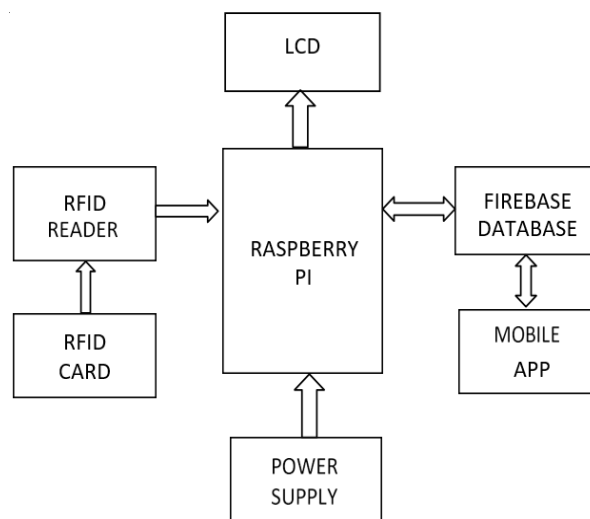 LCD
RFID
READER
RASPBERRY
PI
FIREBASE
DATABASE
RFID
CARD
MOBILE
APP
POWER
SUPPLY